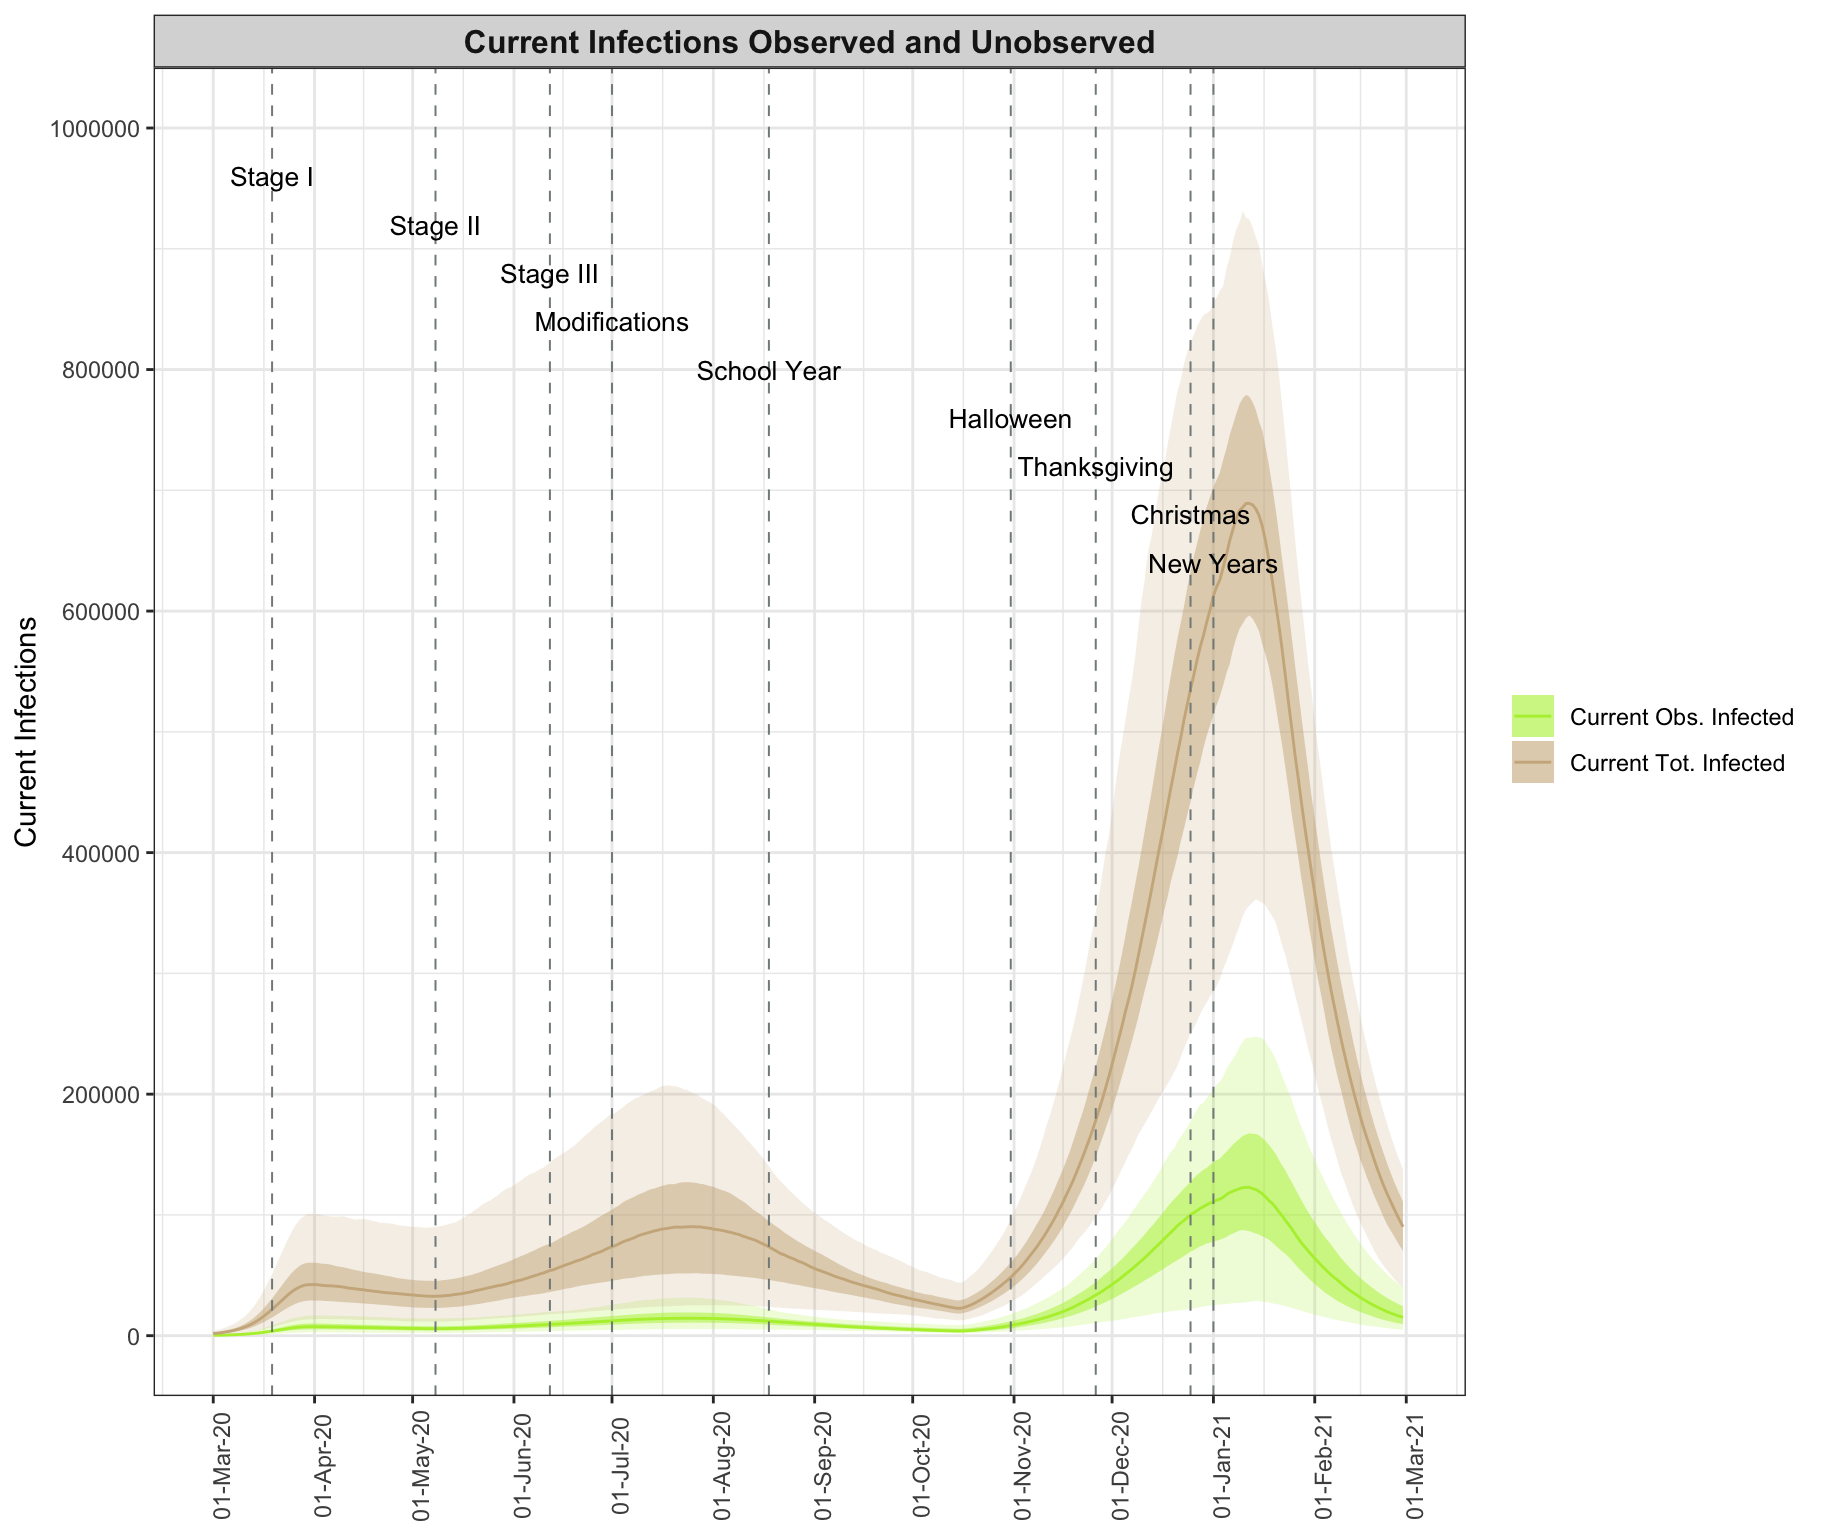 Current Infections Observed and Unobserved
1000000
800000
600000
400000
200000
0
Current Infections
Stage I
Stage II
Stage III
Modifications
School Year
Halloween
Thanksgiving
Christmas
New Years
Current Obs. Infected
Current Tot. Infected
01-Mar-20
01-Apr-20
01-May-20
01-Jun-20
01-Jul-20
01-Aug-20
01-Sep-20
01-Oct-20
01-Nov-20
01-Dec-20
01-Jan-21
01-Feb-21
01-Mar-21